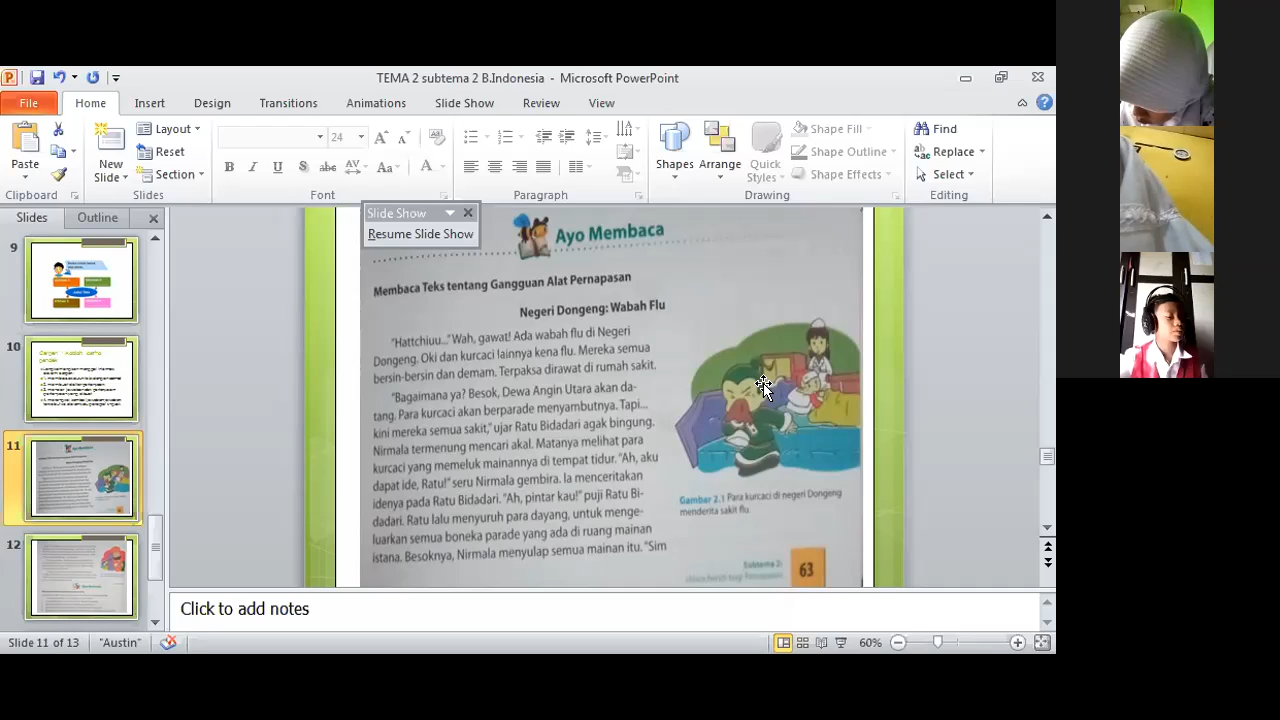 TEMA 2 subtema 2 B.Indonesia - Microsoft PowerPoint
File Home Insert Design Transitions Animations Slide Show Review View
Paste
New Slide
Layout
Reset
Section
24
Shapes
Arrange
Quick Styles
Shape Fill
Shape Outline
Shape Effects
Find
Replace
Select
Clipboard Slides Font Paragraph Drawing Editing
Slides Outline
Slide Show
Resume Slide Show
9
10
11
12
Ayo Membaca
Membaca Teks tentang Gangguan Alat Pernapasan
Negeri Dongeng: Wabah Flu
"Hattchiuu..." Wah, gawat! Ada wabah flu di Negeri
Dongeng. Oki dan kurcaci lainnya kena flu. Mereka semua
bersin-bersin dan demam. Terpaksa dirawat di rumah sakit.
"Bagaimana ya? Besok, Dewa Angin Utara akan da-
tang. Para kurcaci akan berparade menyambutnya. Tapi...
kini mereka semua sakit," ujar Ratu Bidadari agak bingung.
Nirmala termenung mencari akal. Matanya melihat para
kurcaci yang memeluk mainannya di tempat tidur. "Ah, aku
dapat ide, Ratu!" seru Nirmala gembira. Ia menceritakan
idenya pada Ratu Bidadari. "Ah, pintar kau!" puji Ratu Bi-
dadari. Ratu lalu menyuruh para dayang, untuk menge-
luarkan semua boneka parade yang ada di ruang mainan
istana. Besoknya, Nirmala menyulap semua mainan itu. "Sim
Gambar 2.1 Para kurcaci di negeri Dongeng
menderita sakit flu.
Subtema 2:
63
Click to add notes
Slide 11 of 13 "Austin" 60%